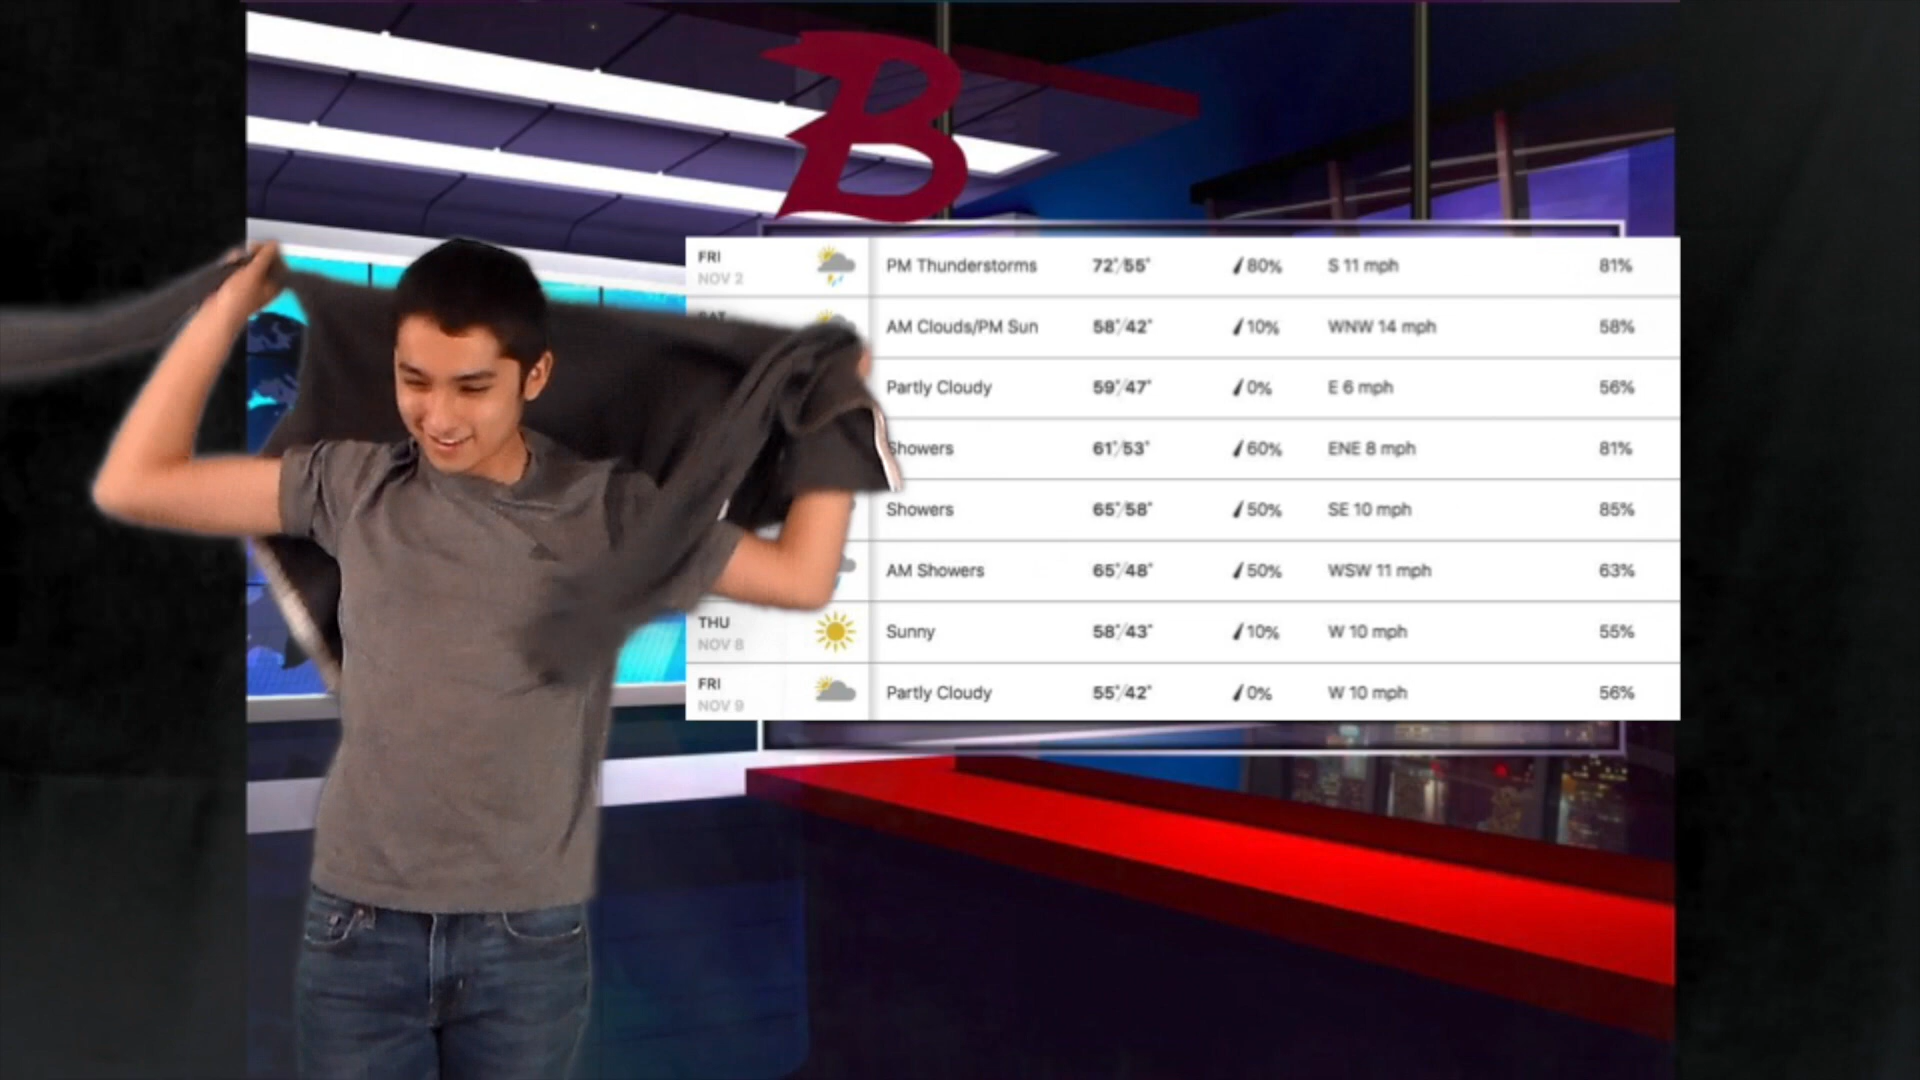 B
FRI PM Thunderstorms 72°/55° 80% S 11 mph 81%
NOV 2
SAT AM Clouds/PM Sun 58°/42° 10% WNW 14 mph 58%
Partly Cloudy 59°/47° 0% E 6 mph 56%
Showers 61°/53° 60% ENE 8 mph 81%
Showers 65°/58° 50% SE 10 mph 85%
AM Showers 65°/48° 50% WSW 11 mph 63%
THU Sunny 58°/43° 10% W 10 mph 55%
NOV 8
FRI Partly Cloudy 55°/42° 0% W 10 mph 56%
NOV 9